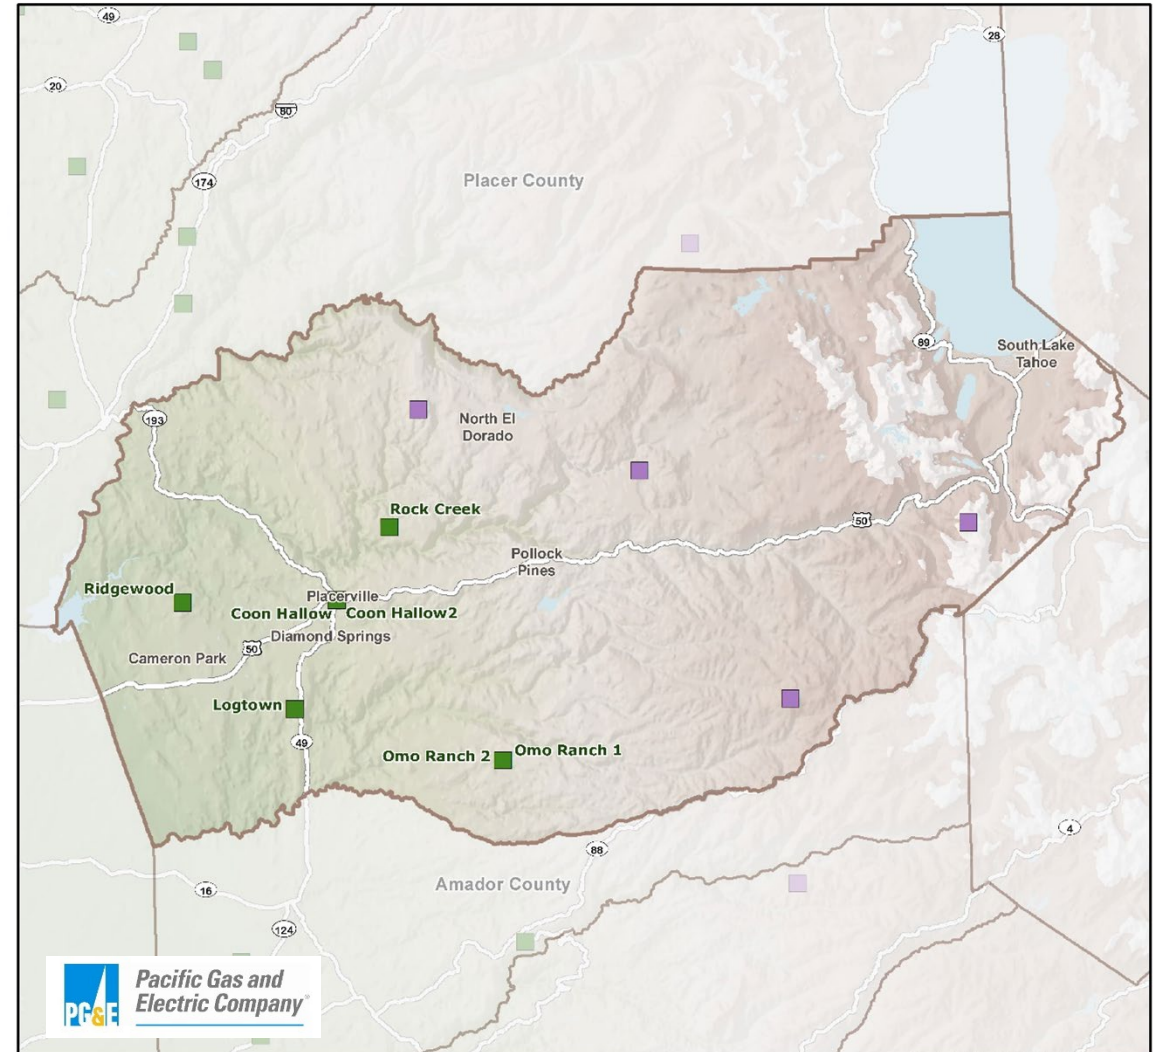 49
28
20
80
174
Placer County
89
South Lake
Tahoe
193
North El
Dorado
Rock Creek
50
Pollock
Pines
Ridgewood
Placerville
Coon Hallow
Coon Hallow2
Diamond Springs
50
Cameron Park
Logtown
49
Omo Ranch 2
Omo Ranch 1
4
88
Amador County
16
124
Pacific Gas and
Electric Company®
PG&E